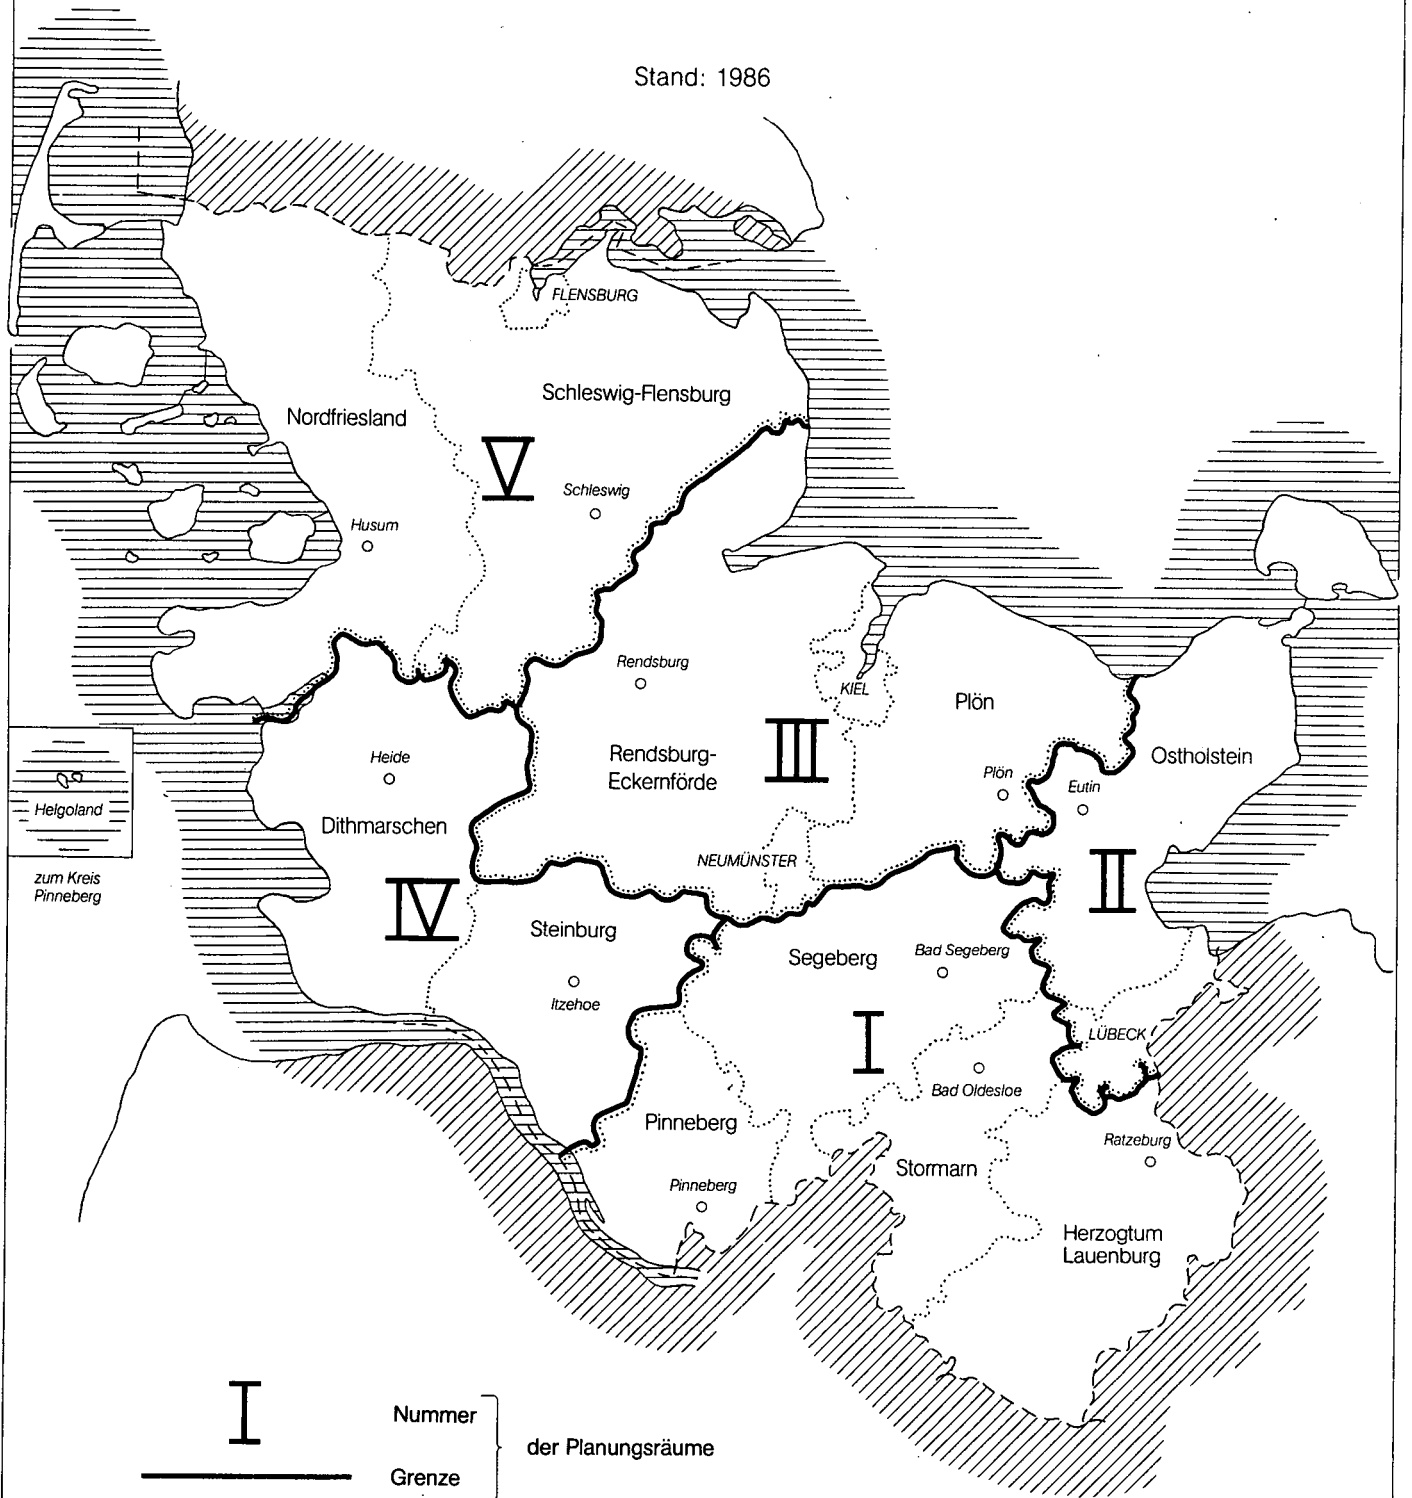 Stand: 1986
FLENSBURG
Schleswig-Flensburg
Nordfriesland
V
Schleswig
Husum
Rendsburg
KIEL
Plön
III
Rendsburg-
Eckernförde
Ostholstein
Heide
Plön
Eutin
Helgoland
Dithmarschen
NEUMÜNSTER
zum Kreis
Pinneberg
II
IV
Steinburg
Segeberg
Bad Segeberg
Itzehoe
LÜBECK
I
Bad Oldesloe
Pinneberg
Ratzeburg
Stormarn
Pinneberg
Herzogtum
Lauenburg
I
Nummer
der Planungsräume
Grenze